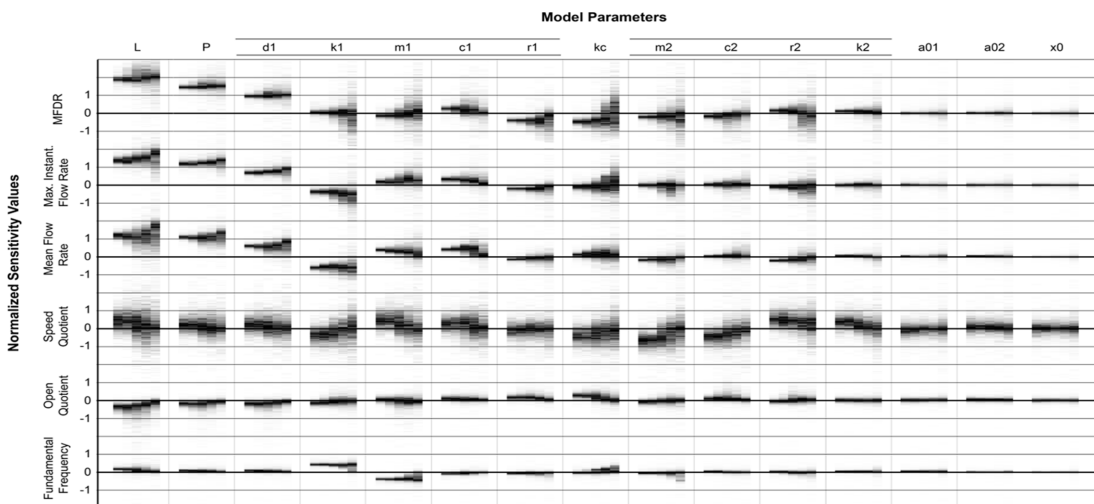 Model Parameters
L P d1 k1 m1 c1 r1 kc m2 c2 r2 k2 a01 a02 x0
Normalized Sensitivity Values
MFDR
1
0
-1
Max. Instant.
Flow Rate
1
0
-1
Mean Flow
Rate
1
0
-1
Speed
Quotient
1
0
-1
Open
Quotient
1
0
-1
Fundamental
Frequency
1
0
-1